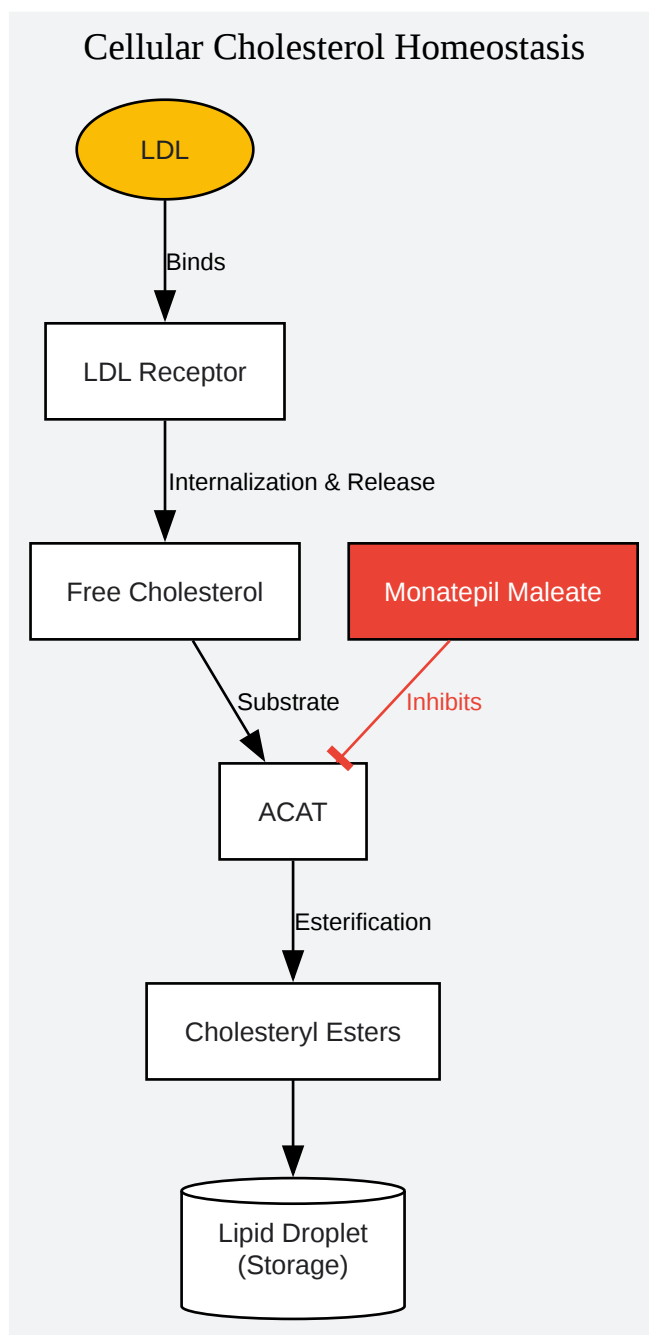 Cellular Cholesterol Homeostasis
LDL
Binds
LDL Receptor
Internalization & Release
Free Cholesterol
Monatepil Maleate
Substrate
Inhibits
ACAT
Esterification
Cholesteryl Esters
Lipid Droplet
(Storage)